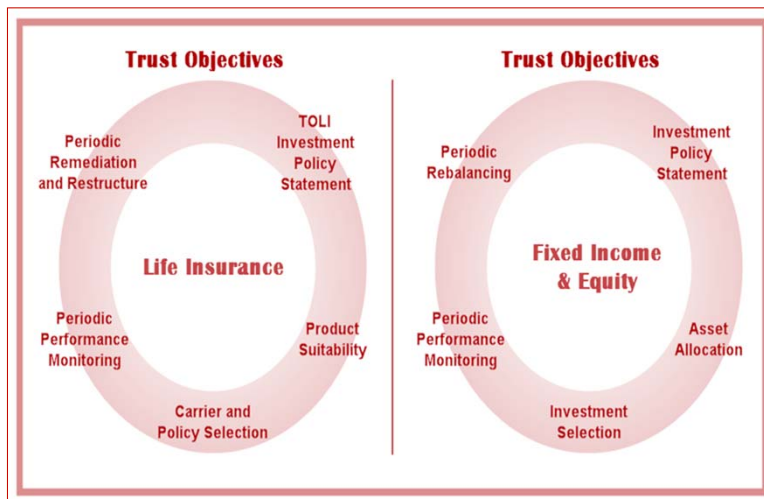 Trust Objectives
TOLI
Investment
Policy
Statement
Product
Suitability
Carrier and
Policy Selection
Periodic
Performance
Monitoring
Periodic
Remediation
and Restructure
Life Insurance
Trust Objectives
Investment
Policy
Statement
Asset
Allocation
Investment
Selection
Periodic
Performance
Monitoring
Periodic
Rebalancing
Fixed Income
& Equity